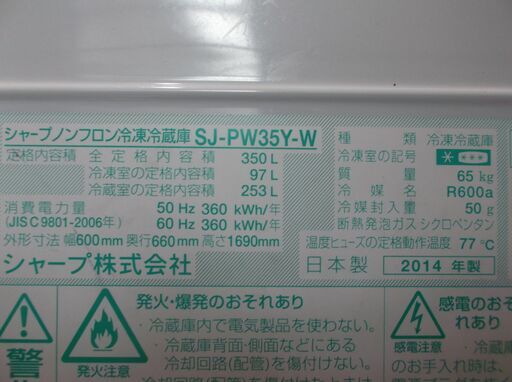 シャープノンフロン冷凍冷蔵庫 SJ-PW35Y-W
定格内容積 全定格内容積 350 L
冷凍室の定格内容積 97 L
冷蔵室の定格内容積 253 L
消費電力量 50 Hz 360 kWh/年
(JIS C 9801-2006年) 60 Hz 360 kWh/年
外形寸法 幅600mm 奥行660mm 高さ1690mm
シャープ株式会社
種類 冷凍冷蔵庫
冷凍室の記号
質量 65 kg
冷媒名 R600a
冷媒封入量 50 g
断熱発泡ガス シクロペンタン
温度ヒューズの定格動作温度 77 ℃
日本製 2014 年製
警
発火注意
発火・爆発のおそれあり
・冷蔵庫内で電気製品を使わない。
・冷蔵庫背面・側面などにある
冷却回路(配管)を傷付けない。
感電注意
感電のおそれあり
・
のお手入れ時は、